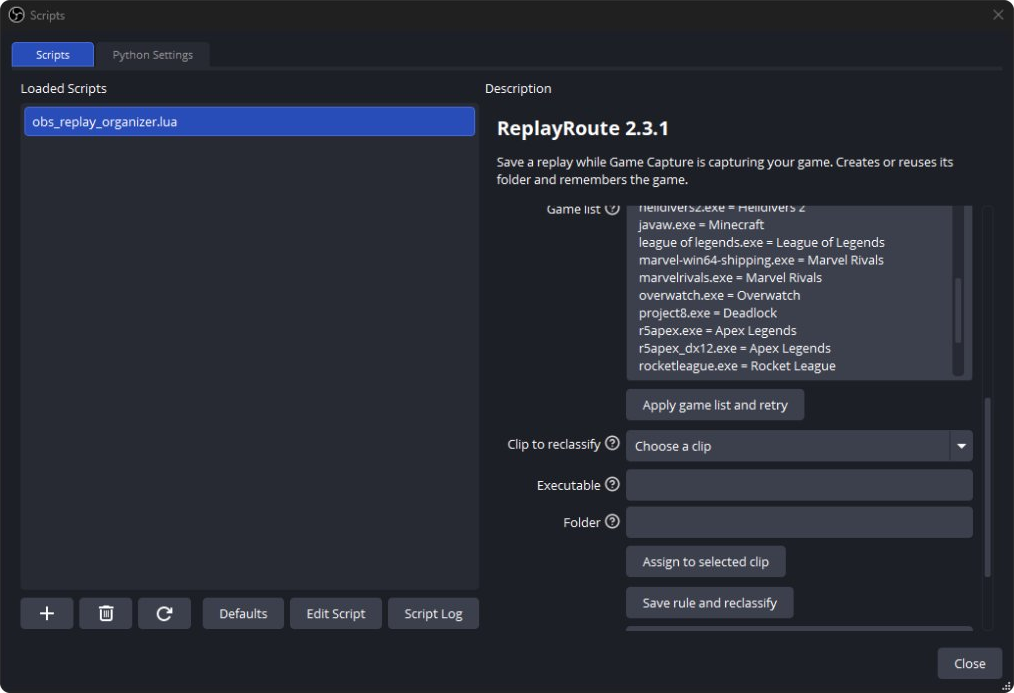 Scripts
Scripts
Python Settings
Loaded Scripts
obs_replay_organizer.lua
Description
ReplayRoute 2.3.1
Save a replay while Game Capture is capturing your game. Creates or reuses its
folder and remembers the game.
Game list
helldivers2.exe = Helldivers 2
javaw.exe = Minecraft
league of legends.exe = League of Legends
marvel-win64-shipping.exe = Marvel Rivals
marvelrivals.exe = Marvel Rivals
overwatch.exe = Overwatch
project8.exe = Deadlock
r5apex.exe = Apex Legends
r5apex_dx12.exe = Apex Legends
rocketleague.exe = Rocket League
Apply game list and retry
Clip to reclassify
Choose a clip
Executable
Folder
Assign to selected clip
Save rule and reclassify
Defaults
Edit Script
Script Log
Close